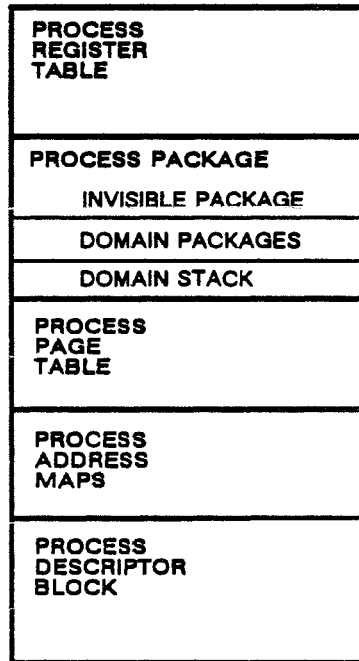 PROCESS
REGISTER
TABLE
PROCESS PACKAGE
INVISIBLE PACKAGE
DOMAIN PACKAGES
DOMAIN STACK
PROCESS
PAGE
TABLE
PROCESS
ADDRESS
MAPS
PROCESS
DESCRIPTOR
BLOCK